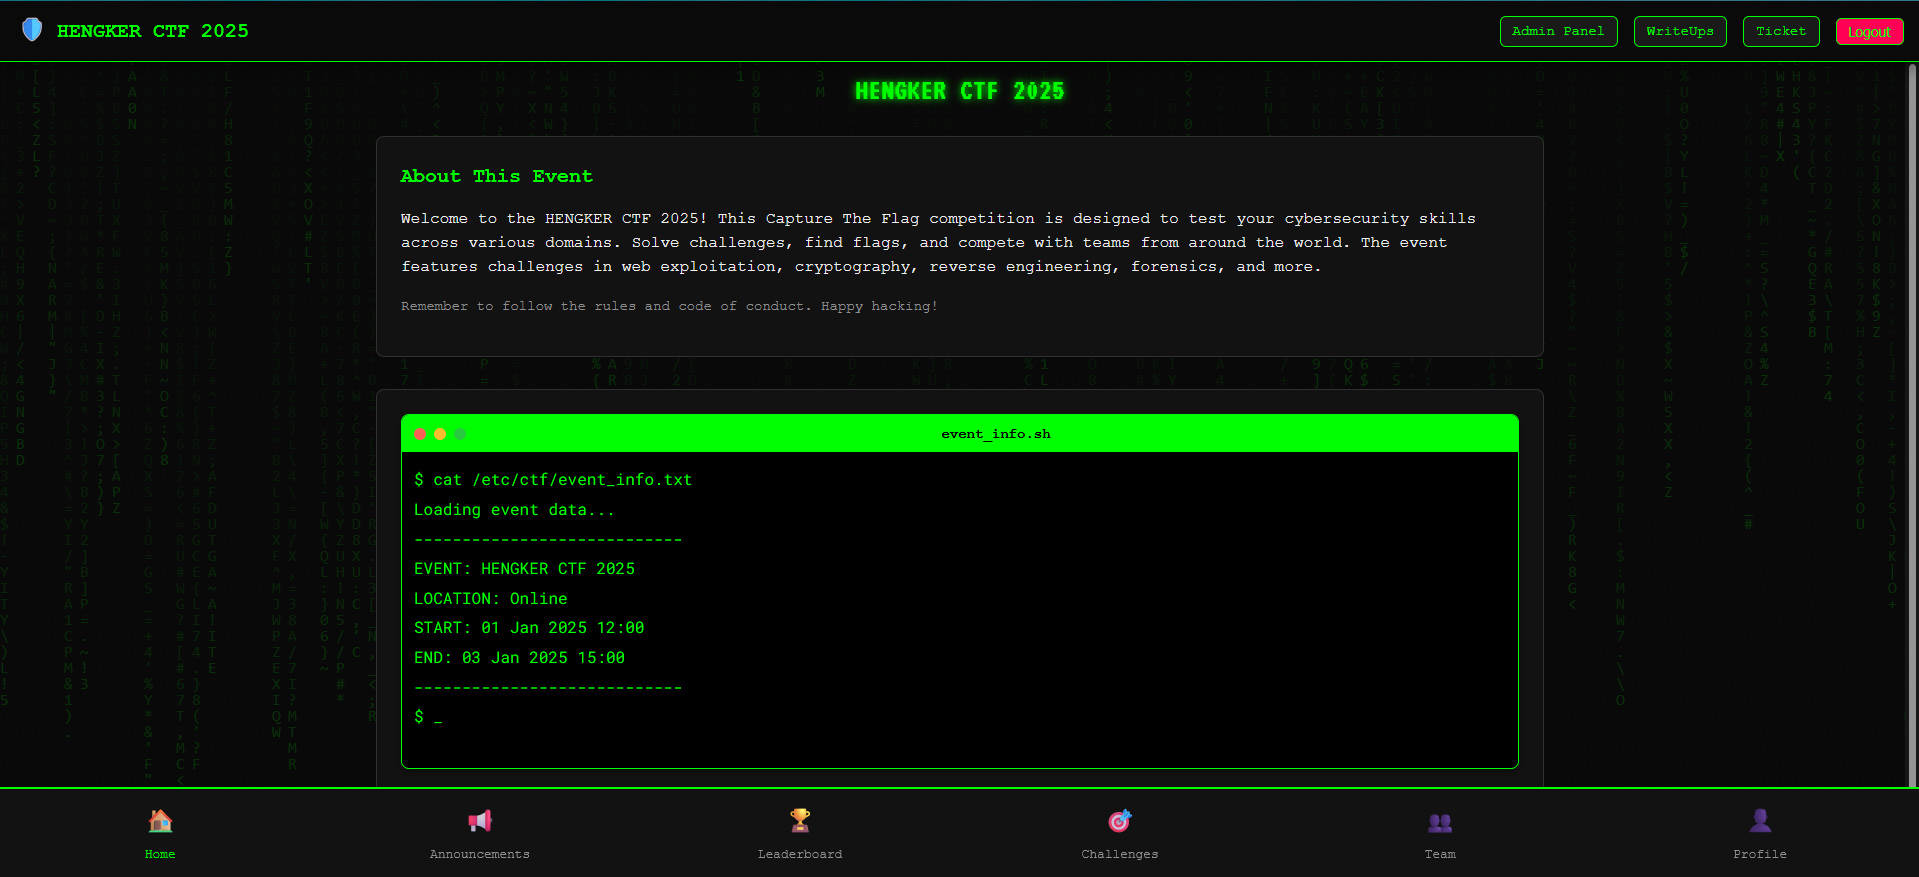 HENGKER CTF 2025
Admin Panel
WriteUps
Ticket
Logout
HENGKER CTF 2025
About This Event
Welcome to the HENGKER CTF 2025! This Capture The Flag competition is designed to test your cybersecurity skills
across various domains. Solve challenges, find flags, and compete with teams from around the world. The event
features challenges in web exploitation, cryptography, reverse engineering, forensics, and more.
Remember to follow the rules and code of conduct. Happy hacking!
event_info.sh
$ cat /etc/ctf/event_info.txt
Loading event data...
----------------------------
EVENT: HENGKER CTF 2025
LOCATION: Online
START: 01 Jan 2025 12:00
END: 03 Jan 2025 15:00
----------------------------
$ _
Home
Announcements
Leaderboard
Challenges
Team
Profile